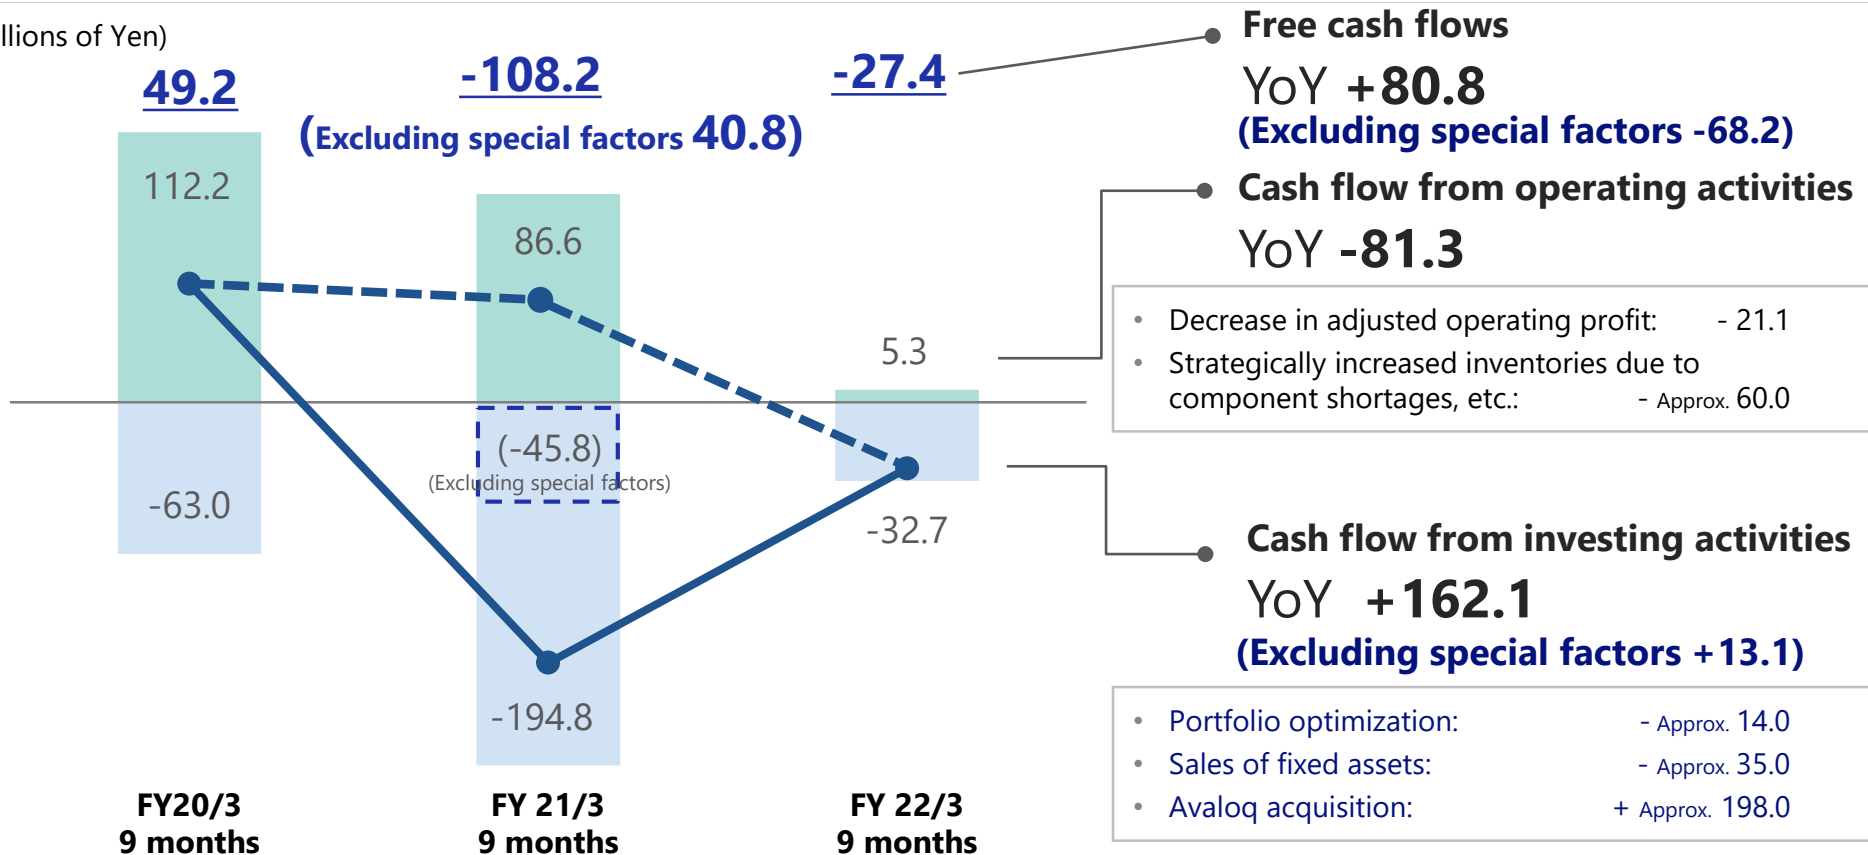 llions of Yen)
49.2
-108.2
(Excluding special factors 40.8)
-27.4
112.2
86.6
5.3
-63.0
(-45.8)
(Excluding special factors)
-194.8
-32.7
FY20/3
9 months
FY 21/3
9 months
FY 22/3
9 months
Free cash flows
YoY +80.8
(Excluding special factors -68.2)
Cash flow from operating activities
YoY -81.3
• Decrease in adjusted operating profit: - 21.1
• Strategically increased inventories due to
component shortages, etc.: - Approx. 60.0
Cash flow from investing activities
YoY +162.1
(Excluding special factors +13.1)
• Portfolio optimization: - Approx. 14.0
• Sales of fixed assets: - Approx. 35.0
• Avaloq acquisition: + Approx. 198.0